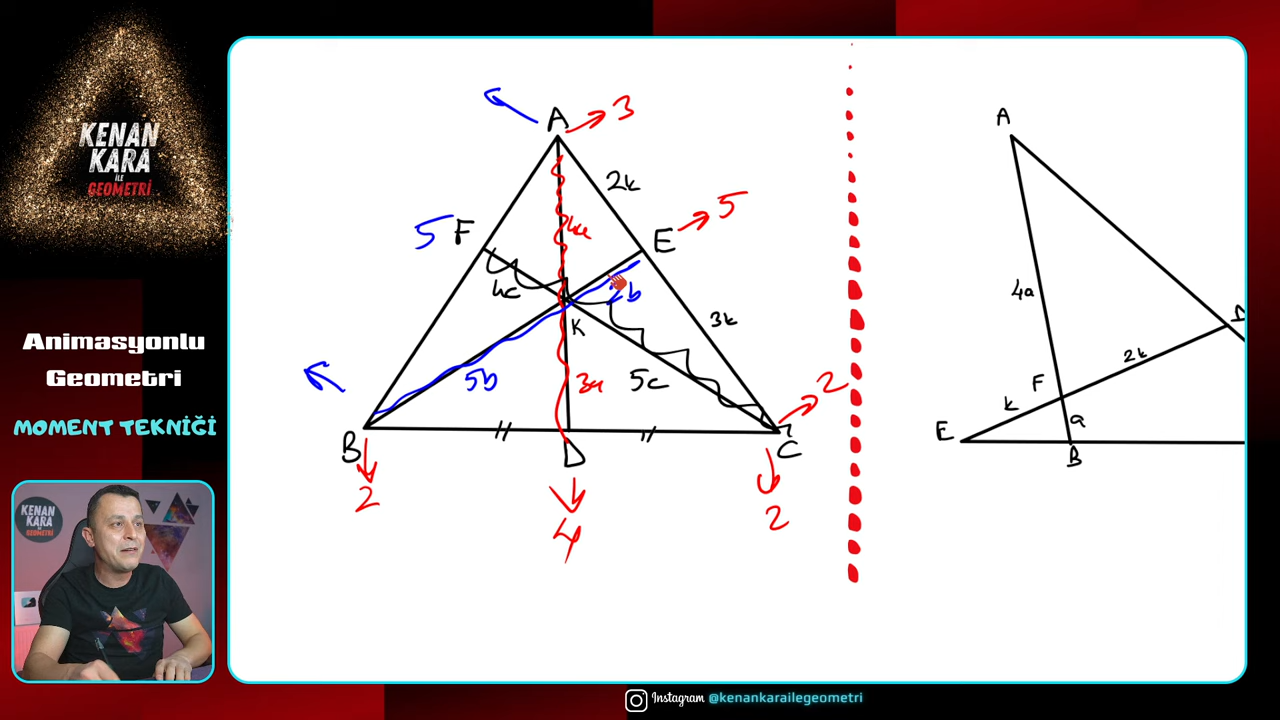 KENAN
KARA
İLE
GEOMETRİ
Animasyonlu
Geometri
MOMENT TEKNİĞİ
KENAN
KARA
GEOMETRİ
A
3
2k
5
F
E
5
4a
4c
b
K
3k
5b
3a
5c
2
B
D
C
2
4
2
A
4a
D
2k
F
k
a
E
B
Instagram @kenankarailegeometri